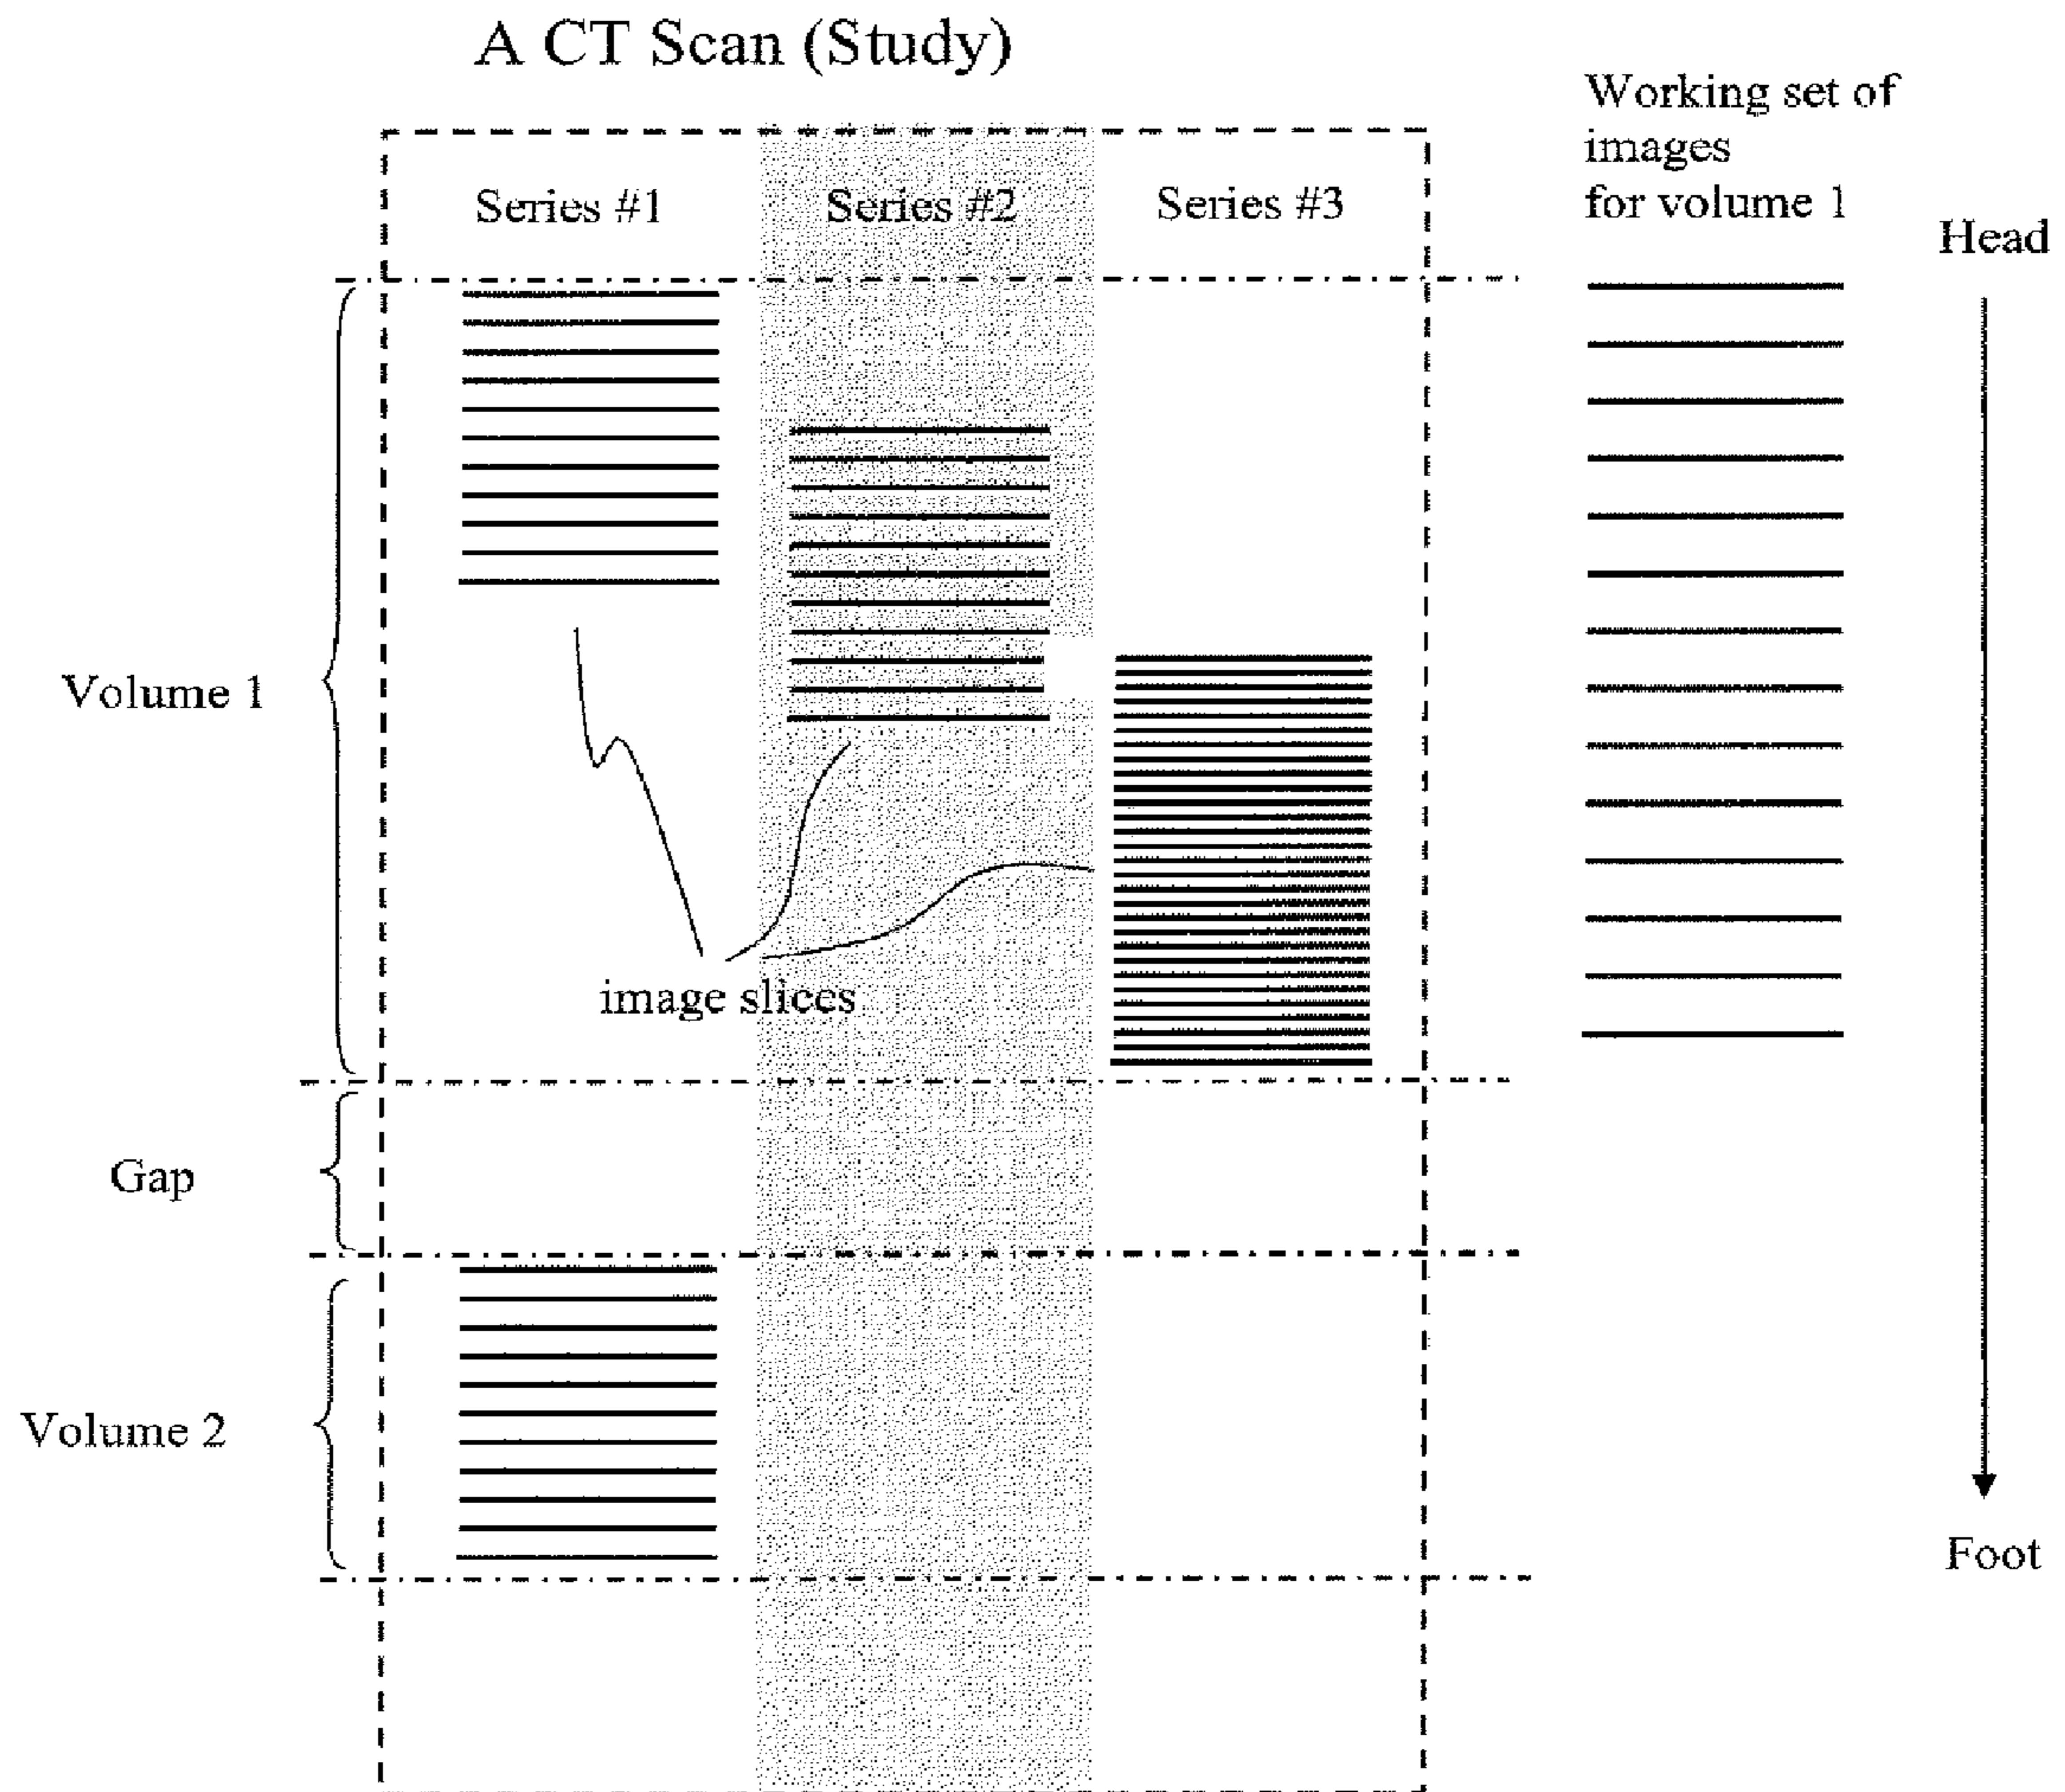 A CT Scan (Study)
Working set of
images
for volume 1
Series #1
Series #2
Series #3
Head
Volume 1
image slices
Gap
Volume 2
Foot